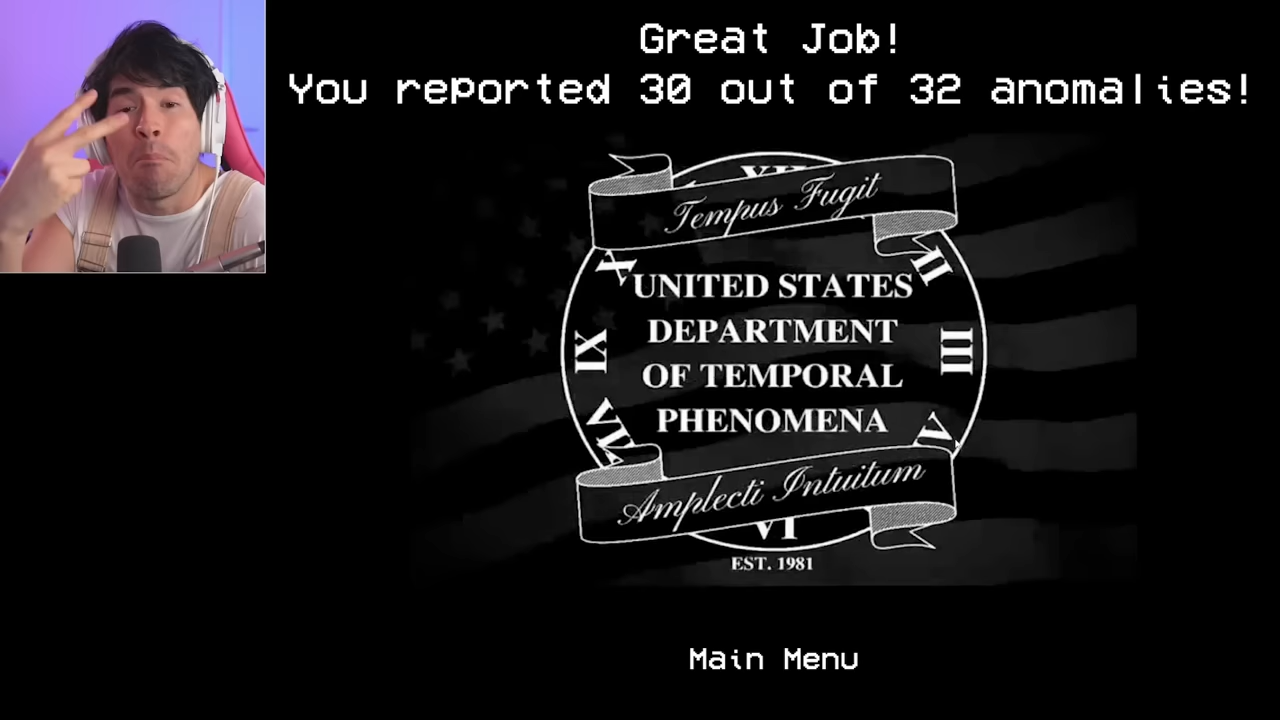 Great Job!
You reported 30 out of 32 anomalies!
VII
Tempus Fugit
X
II
UNITED STATES
DEPARTMENT
IX
III
OF TEMPORAL
PHENOMENA
V
Amplecti Intuitum
VI
EST. 1981
Main Menu